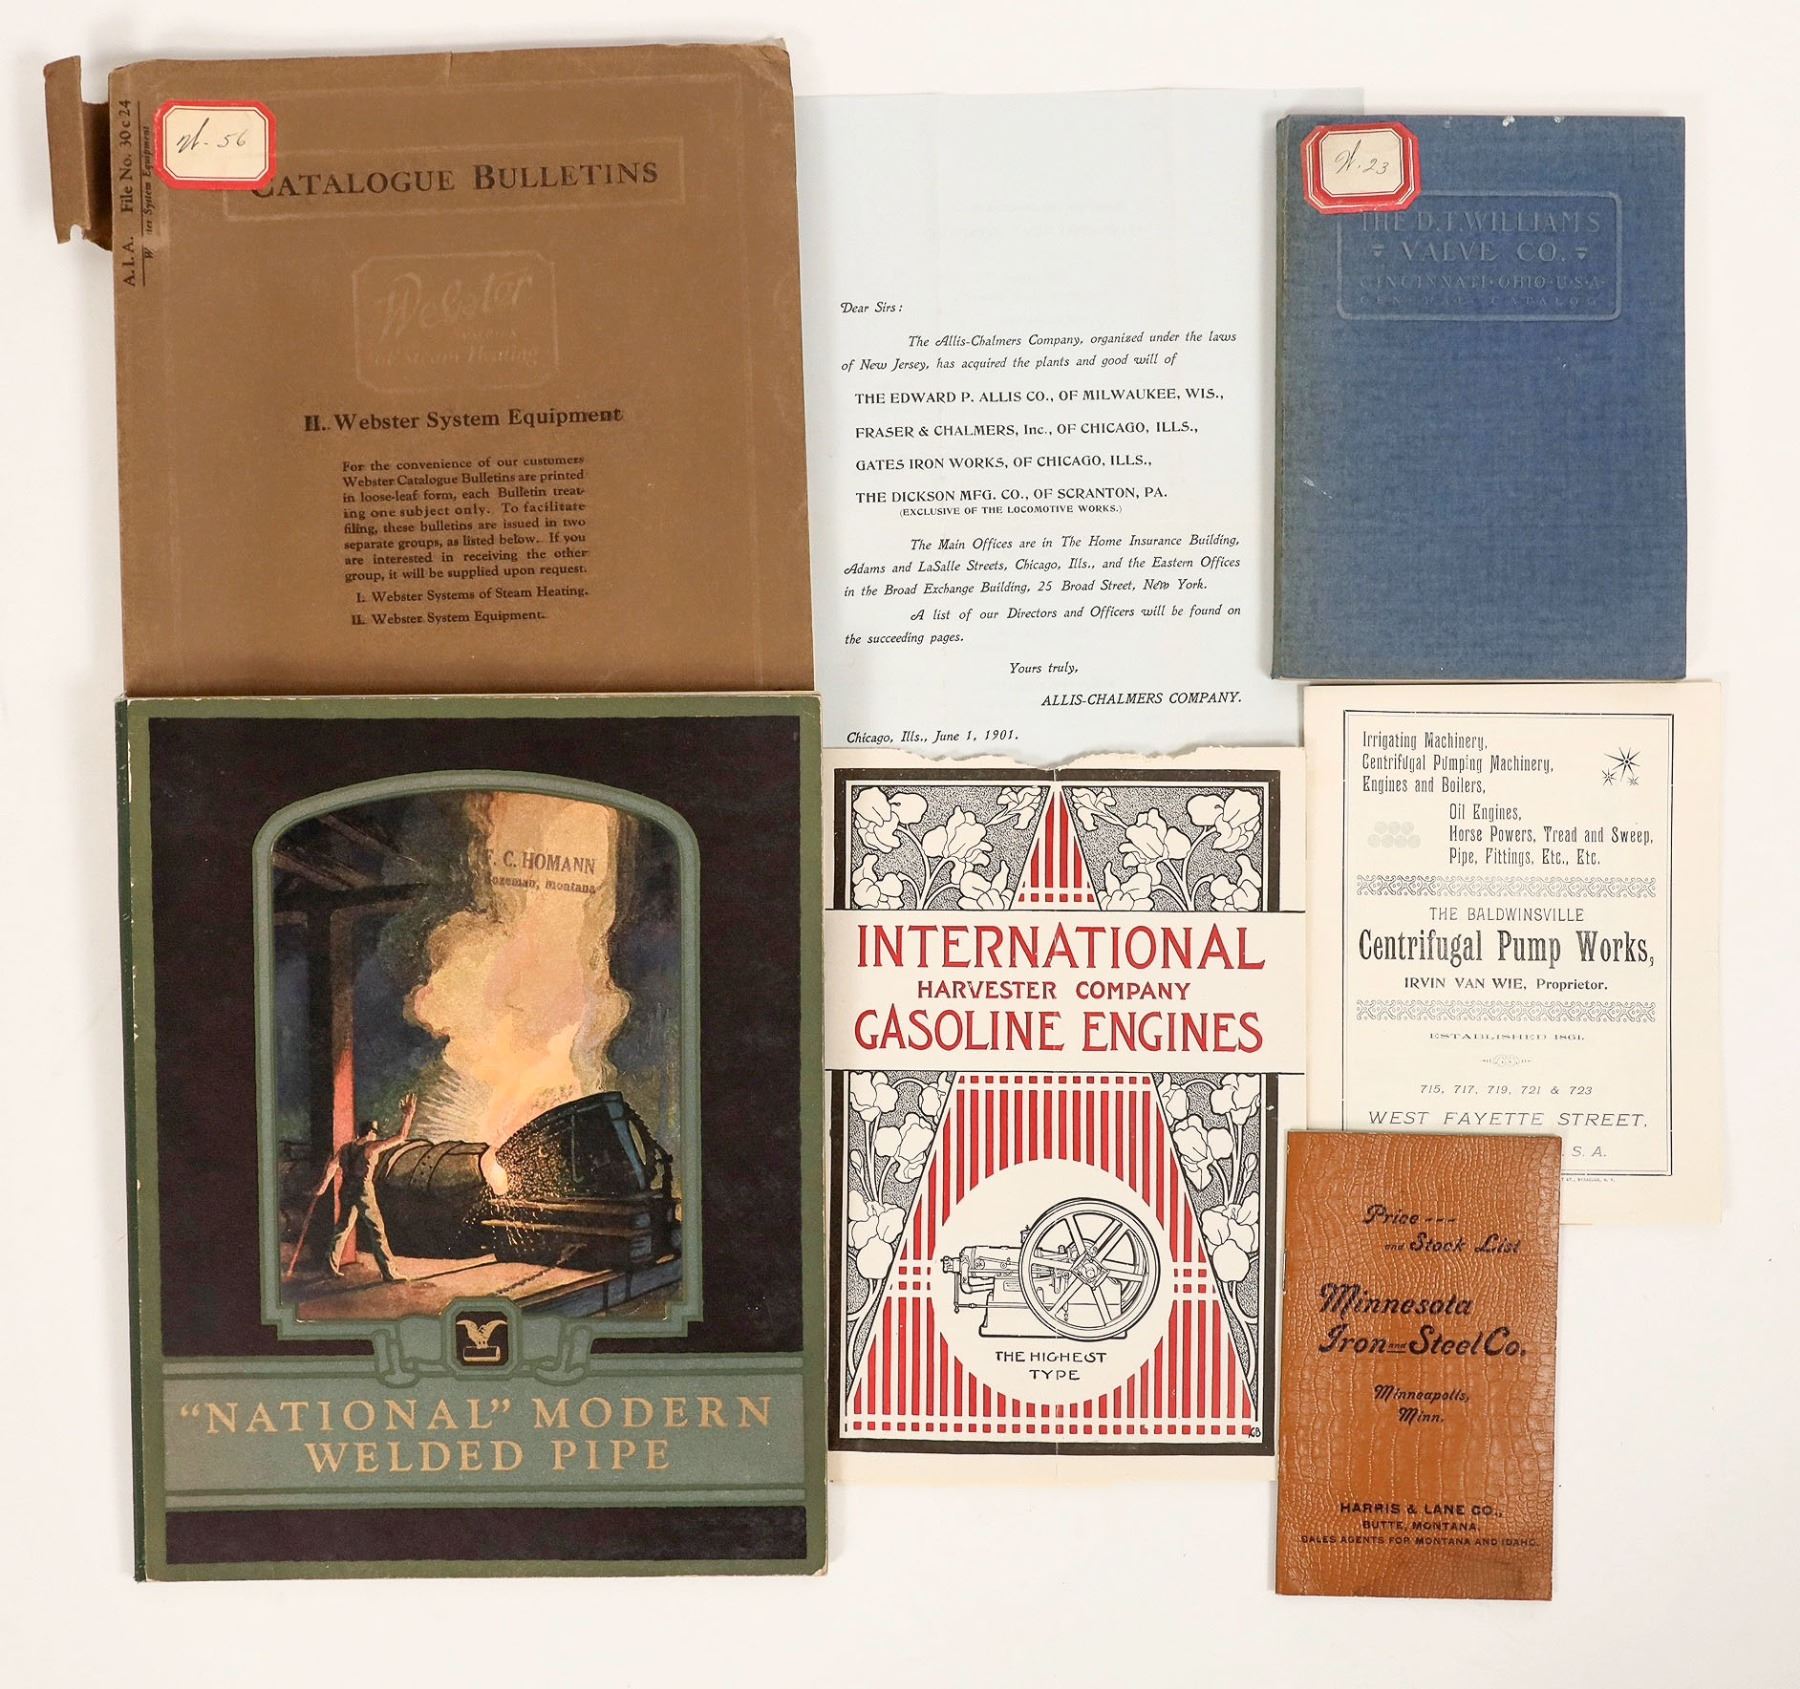 A.I.A. File No. 30 c 24
System Equipment
56
CATALOGUE BULLETINS
Webster
Steam Heating
II. Webster System Equipment
For the convenience of our customers
Webster Catalogue Bulletins are printed
in loose-leaf form, each Bulletin treat-
ing one subject only. To facilitate
filing, these bulletins are issued in two
separate groups, as listed below. If you
are interested in receiving the other
group, it will be supplied upon request.
I. Webster Systems of Steam Heating.
II. Webster System Equipment.
Dear Sirs:
The Allis-Chalmers Company, organized under the laws
of New Jersey, has acquired the plants and good will of
THE EDWARD P. ALLIS CO., OF MILWAUKEE, WIS.,
FRASER & CHALMERS, Inc., OF CHICAGO, ILLS.,
GATES IRON WORKS, OF CHICAGO, ILLS.,
THE DICKSON MFG. CO., OF SCRANTON, PA.
(EXCLUSIVE OF THE LOCOMOTIVE WORKS.)
The Main Offices are in The Home Insurance Building,
Adams and LaSalle Streets, Chicago, Ills., and the Eastern Offices
in the Broad Exchange Building, 25 Broad Street, New York.
A list of our Directors and Officers will be found on
the succeeding pages.
Yours truly,
ALLIS-CHALMERS COMPANY.
Chicago, Ills., June 1, 1901.
23
THE D.T. WILLIAMS
VALVE CO.
CINCINNATI·OHIO·U·S·A·
GENERAL CATALOG
F. C. HOMANN
Bozeman, Montana
"NATIONAL" MODERN
WELDED PIPE
INTERNATIONAL
HARVESTER COMPANY
GASOLINE ENGINES
THE HIGHEST
TYPE
Irrigating Machinery,
Centrifugal Pumping Machinery,
Engines and Boilers,
Oil Engines,
Horse Powers, Tread and Sweep,
Pipe, Fittings, Etc., Etc.
THE BALDWINSVILLE
Centrifugal Pump Works,
IRVIN VAN WIE, Proprietor.
ESTABLISHED 1861.
715, 717, 719, 721 & 723
WEST FAYETTE STREET,
S. A.
Price ---
and Stock List
Minnesota
Iron and Steel Co.
Minneapolis,
Minn.
HARRIS & LANE CO.,
BUTTE, MONTANA,
SALES AGENTS FOR MONTANA AND IDAHO.